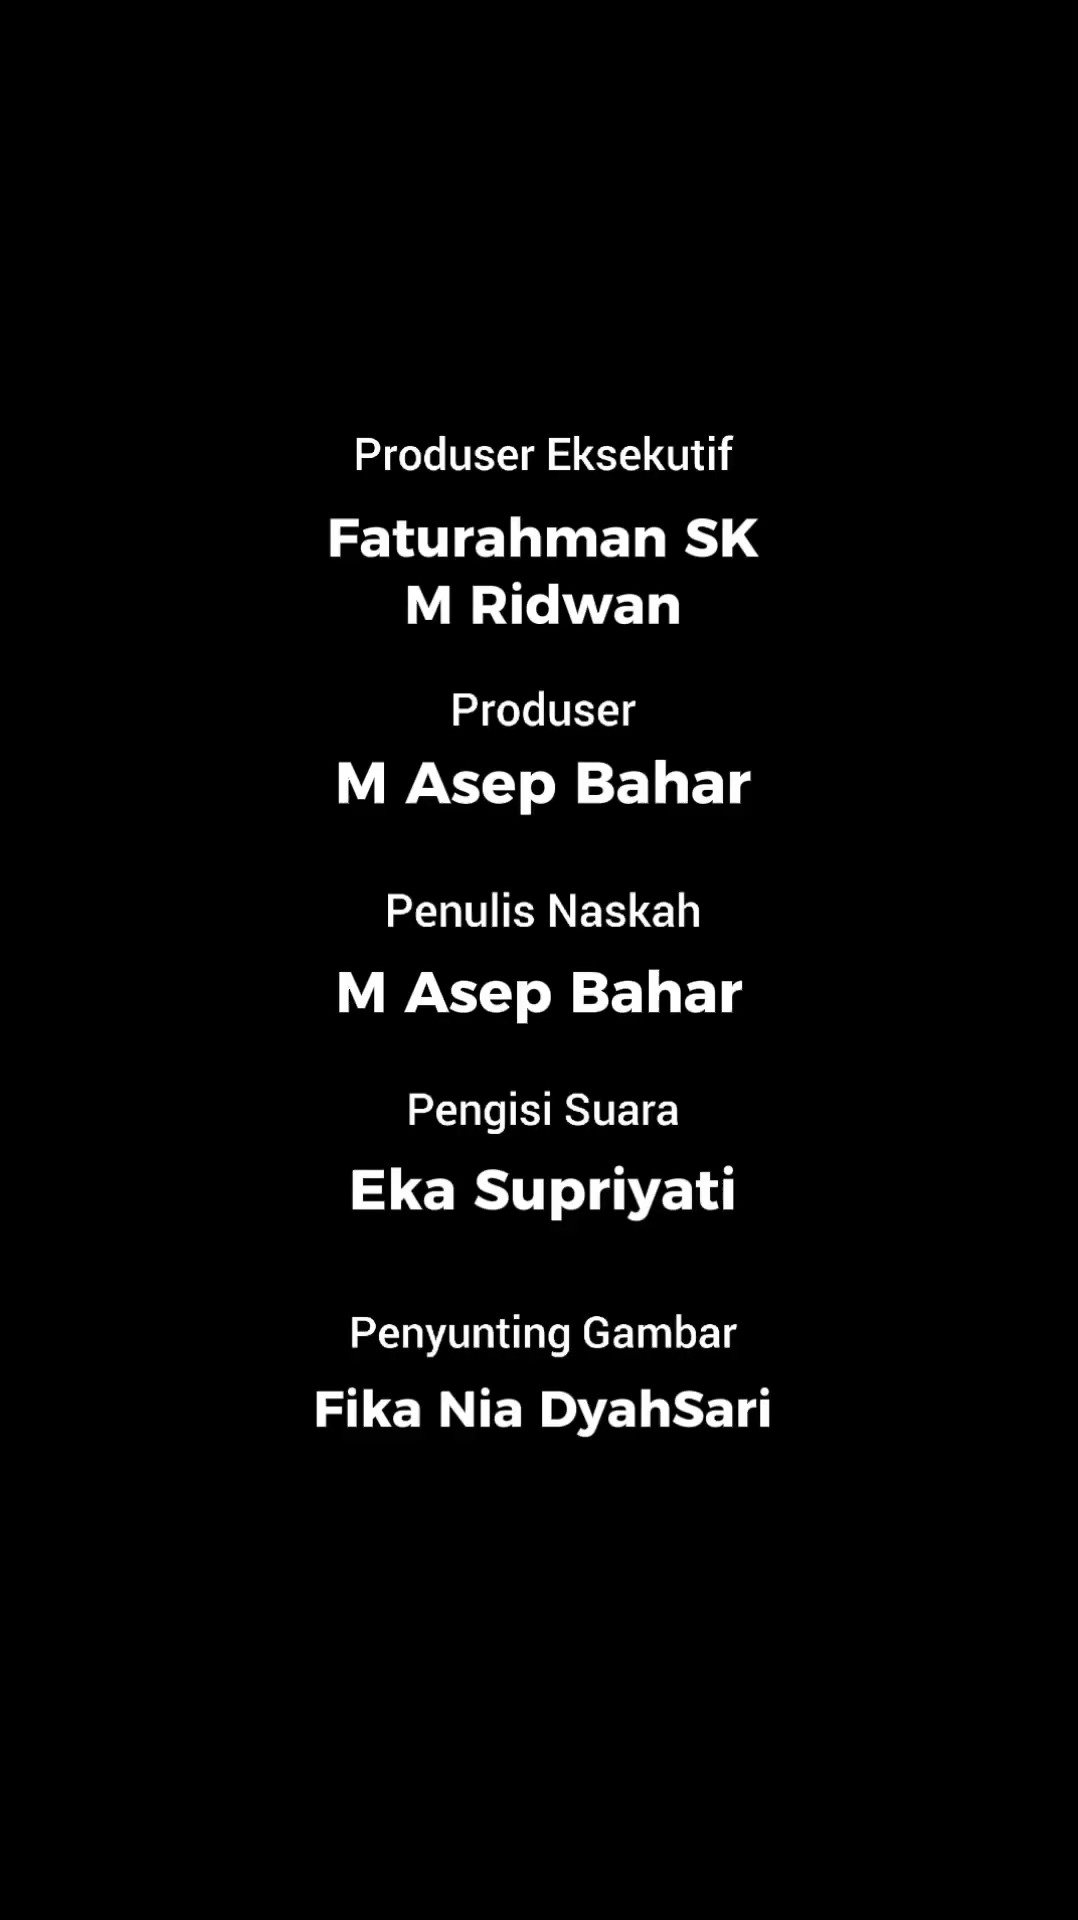 Produser Eksekutif
Faturahman SK
M Ridwan
Produser
M Asep Bahar
Penulis Naskah
M Asep Bahar
Pengisi Suara
Eka Supriyati
Penyunting Gambar
Fika Nia DyahSari